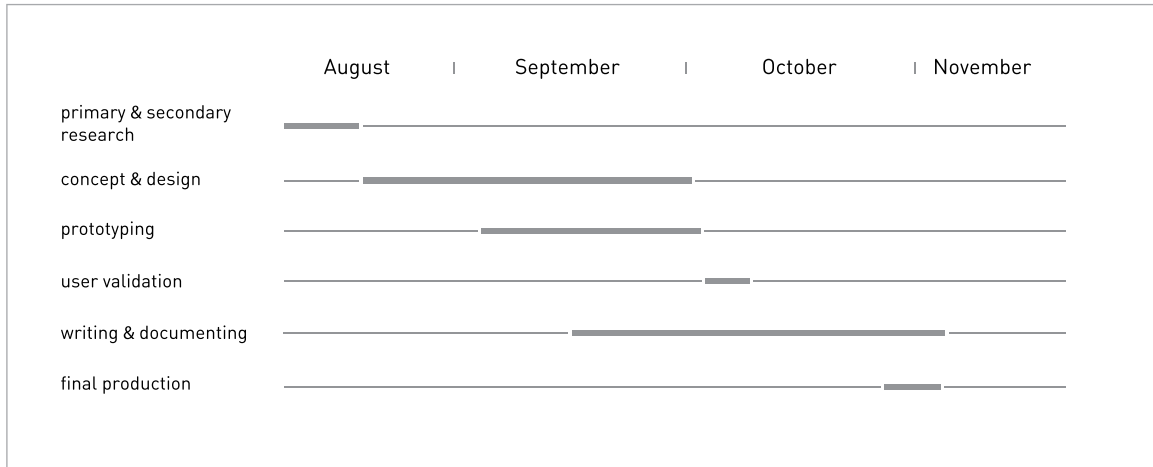 August September October November
primary & secondary
research
concept & design
prototyping
user validation
writing & documenting
final production